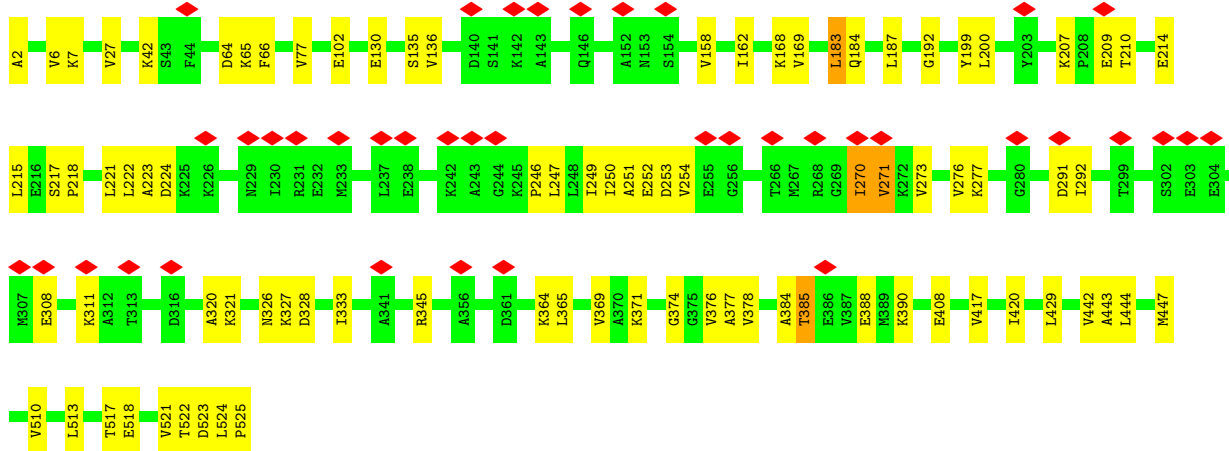 A2 V6 K7 V27 K42 S43 F44 D64 K65 F66 V77 E102 E130 S135 V136 D140 S141 K142 A143 Q146 A152 N153 S154 V158 I162 K168 V169 L183 Q184 L187 G192 Y199 L200 Y203 K207 P208 E209 T210 E214
L215 E216 S217 P218 L221 L222 A223 D224 K225 K226 N229 I230 R231 E232 M233 L237 E238 K242 A243 G244 K245 P246 L247 L248 I249 I250 A251 E252 D253 V254 E255 G256 T266 M267 R268 G269 I270 V271 K272 V273 V276 K277 G280 D291 I292 T299 S302 E303 E304
M307 E308 K311 A312 T313 D316 A320 K321 N326 K327 D328 I333 A341 R345 A356 D361 K364 L365 V369 A370 K371 G374 G375 V376 A377 V378 A384 T385 E386 V387 E388 M389 K390 E408 V417 I420 L429 V442 A443 L444 M447
V510 L513 T517 E518 V521 T522 D523 L524 P525